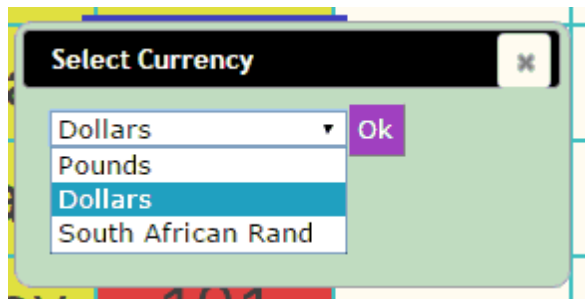 Select Currency
Dollars Ok
Pounds
Dollars
South African Rand